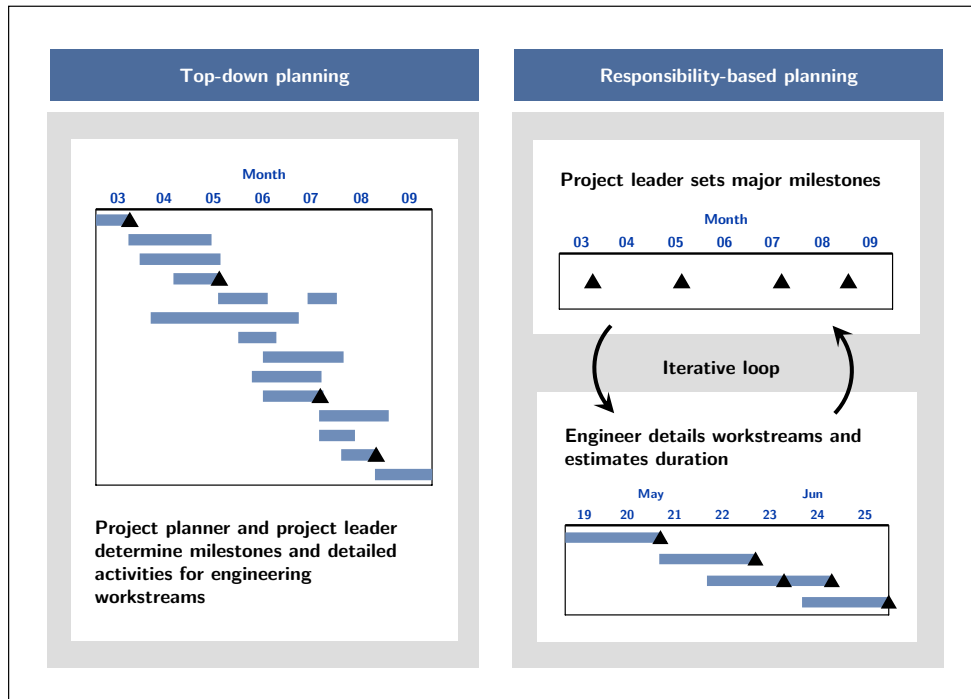 Top-down planning
Month
03 04 05 06 07 08 09
Project planner and project leader
determine milestones and detailed
activities for engineering
workstreams
Responsibility-based planning
Project leader sets major milestones
Month
03 04 05 06 07 08 09
Iterative loop
Engineer details workstreams and
estimates duration
May Jun
19 20 21 22 23 24 25